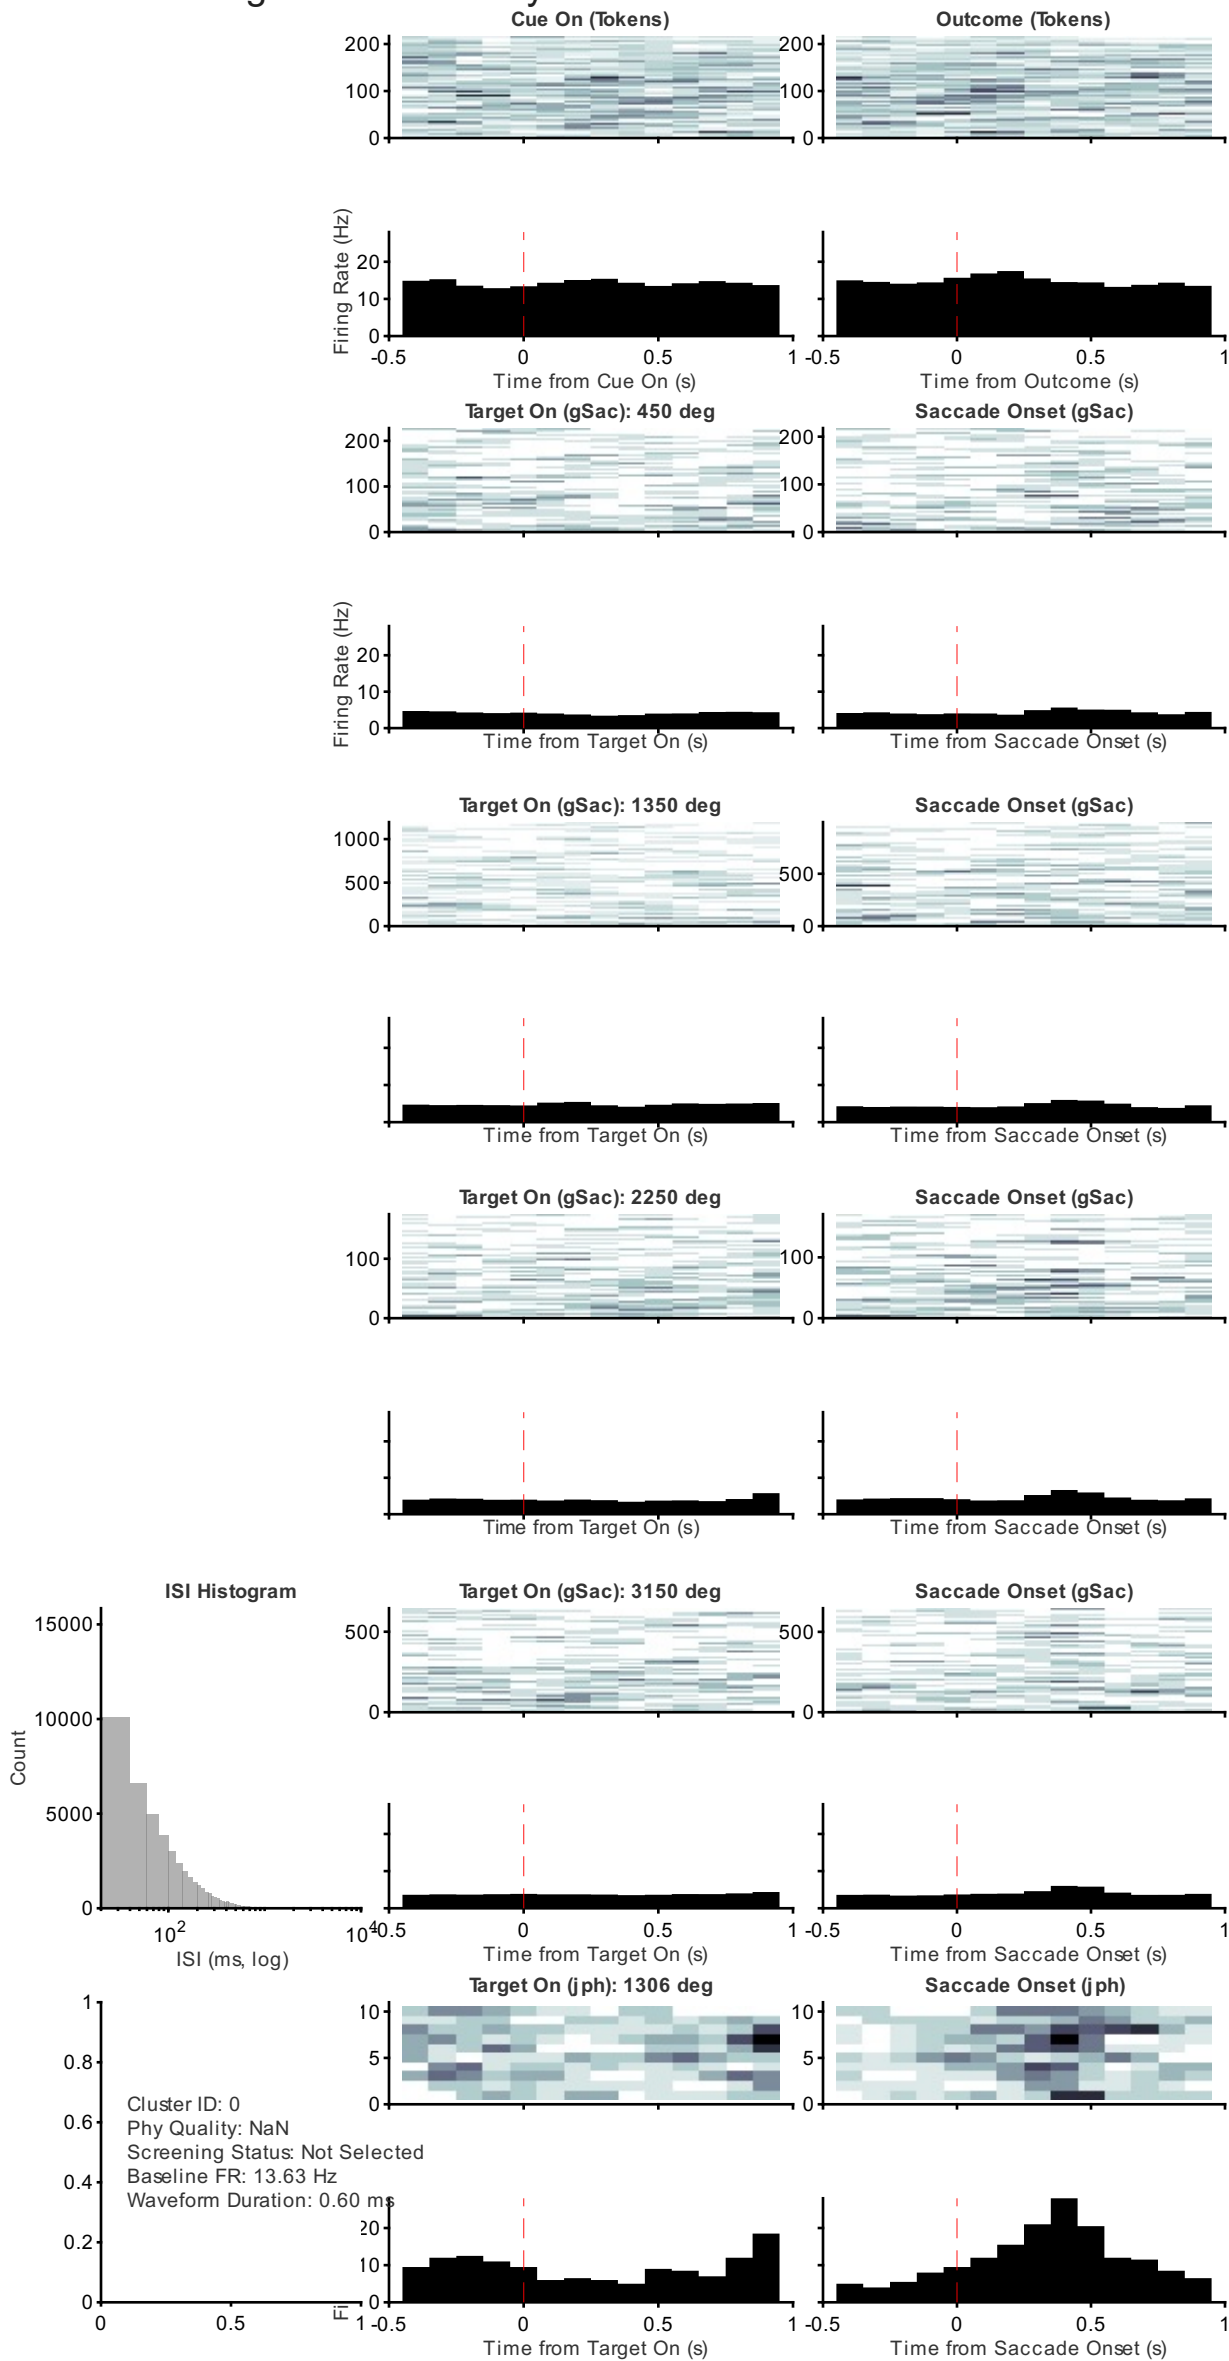 Cue On (Tokens)
Outcome (Tokens)
200
100
0
200
100
0
Firing Rate (Hz)
20
10
0
-0.5
0
0.5
1
-0.5
0
0.5
1
Time from Cue On (s)
Time from Outcome (s)
Target On (gSac): 450 deg
Saccade Onset (gSac)
200
100
0
200
100
0
Firing Rate (Hz)
20
10
0
Time from Target On (s)
Time from Saccade Onset (s)
Target On (gSac): 1350 deg
Saccade Onset (gSac)
1000
500
0
500
0
Time from Target On (s)
Time from Saccade Onset (s)
Target On (gSac): 2250 deg
Saccade Onset (gSac)
100
0
100
0
Time from Target On (s)
Time from Saccade Onset (s)
ISI Histogram
15000
10000
5000
0
Count
10²
10⁴
ISI (ms, log)
Target On (gSac): 3150 deg
Saccade Onset (gSac)
500
0
500
0
-0.5
0
0.5
1
-0.5
0
0.5
1
Time from Target On (s)
Time from Saccade Onset (s)
1
0.8
0.6
0.4
0.2
0
0
0.5
1
Cluster ID: 0
Phy Quality: NaN
Screening Status: Not Selected
Baseline FR: 13.63 Hz
Waveform Duration: 0.60 ms
Target On (jph): 1306 deg
Saccade Onset (jph)
10
5
0
10
5
0
Fi
20
10
0
-0.5
0
0.5
1
-0.5
0
0.5
1
Time from Target On (s)
Time from Saccade Onset (s)